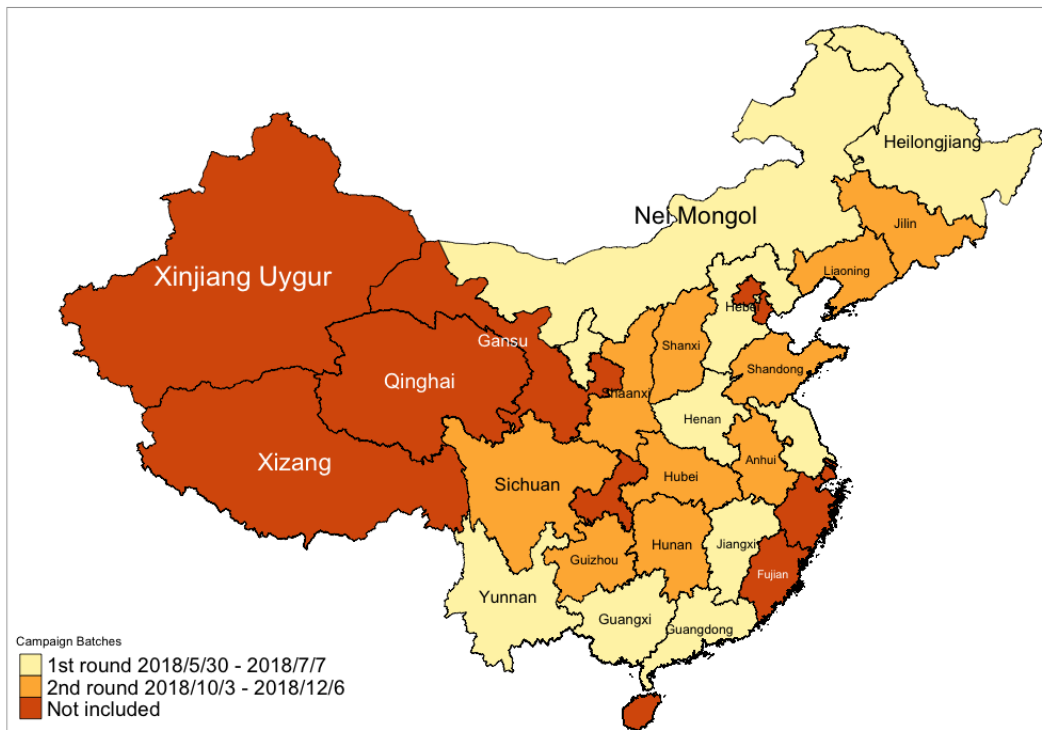 Heilongjiang
Nei Mongol
Jilin
Xinjiang Uygur
Liaoning
Hebei
Gansu
Shanxi
Shandong
Qinghai
Shaanxi
Henan
Xizang
Anhui
Sichuan
Hubei
Guizhou
Hunan
Jiangxi
Fujian
Yunnan
Guangxi
Guangdong
Campaign Batches
1st round 2018/5/30 - 2018/7/7
2nd round 2018/10/3 - 2018/12/6
Not included